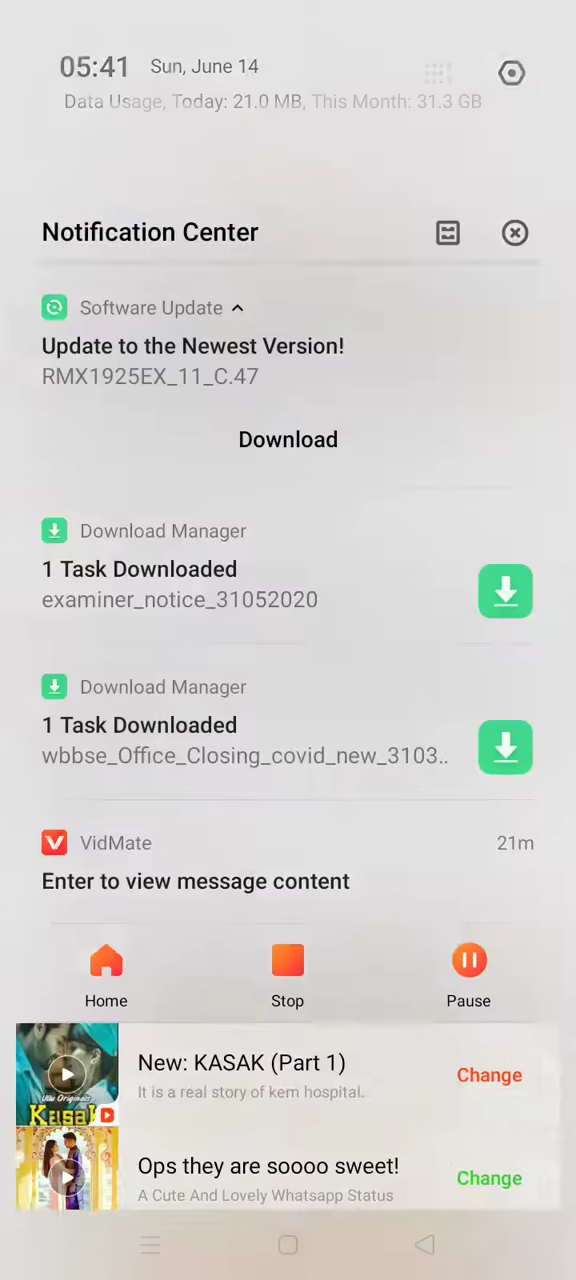 05:41 Sun, June 14
Data Usage, Today: 21.0 MB, This Month: 31.3 GB
Notification Center
Software Update
Update to the Newest Version!
RMX1925EX_11_C.47
Download
Download Manager
1 Task Downloaded
examiner_notice_31052020
Download Manager
1 Task Downloaded
wbbse_Office_Closing_covid_new_3103..
VidMate 21m
Enter to view message content
Home Stop Pause
New: KASAK (Part 1)
It is a real story of kem hospital.
Change
Ullu Originals
Kasak
Ops they are soooo sweet!
A Cute And Lovely Whatsapp Status
Change